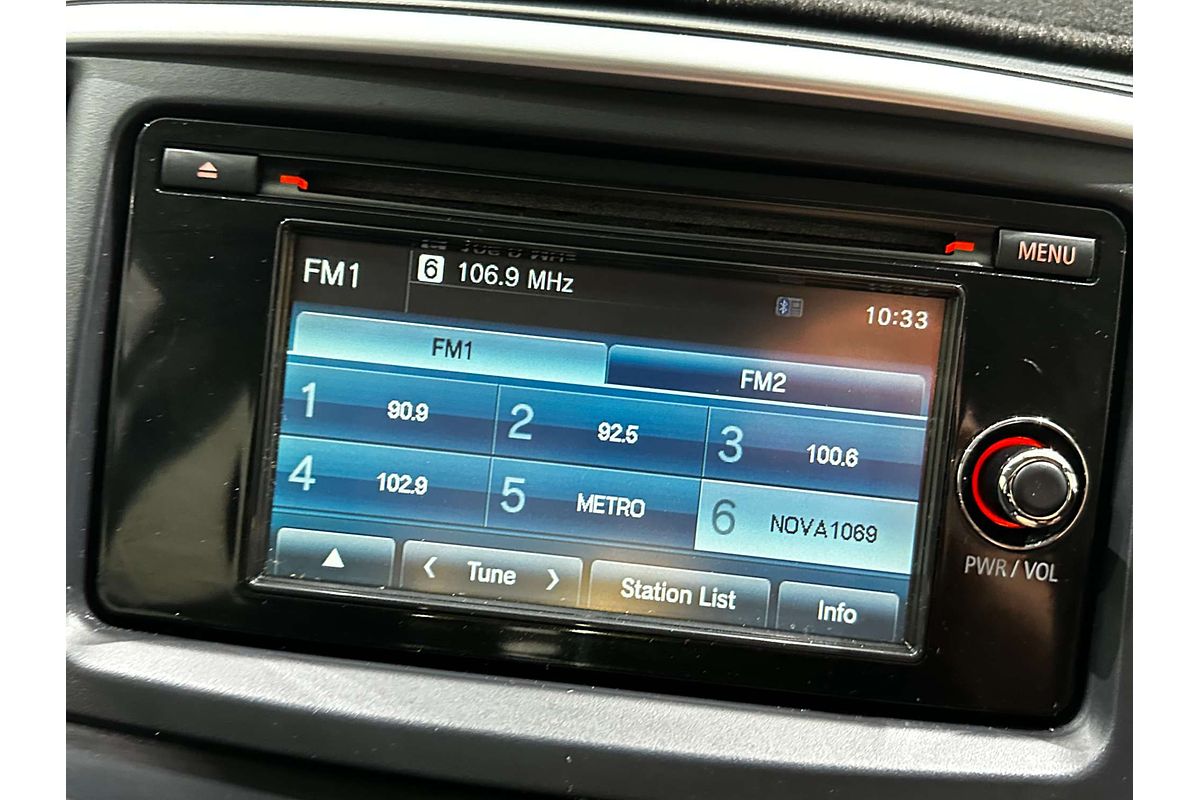 MENU
FM1
6 106.9 MHz
10:33
FM1
FM2
1 90.9
2 92.5
3 100.6
4 102.9
5 METRO
6 NOVA1069
< Tune >
Station List
Info
PWR / VOL